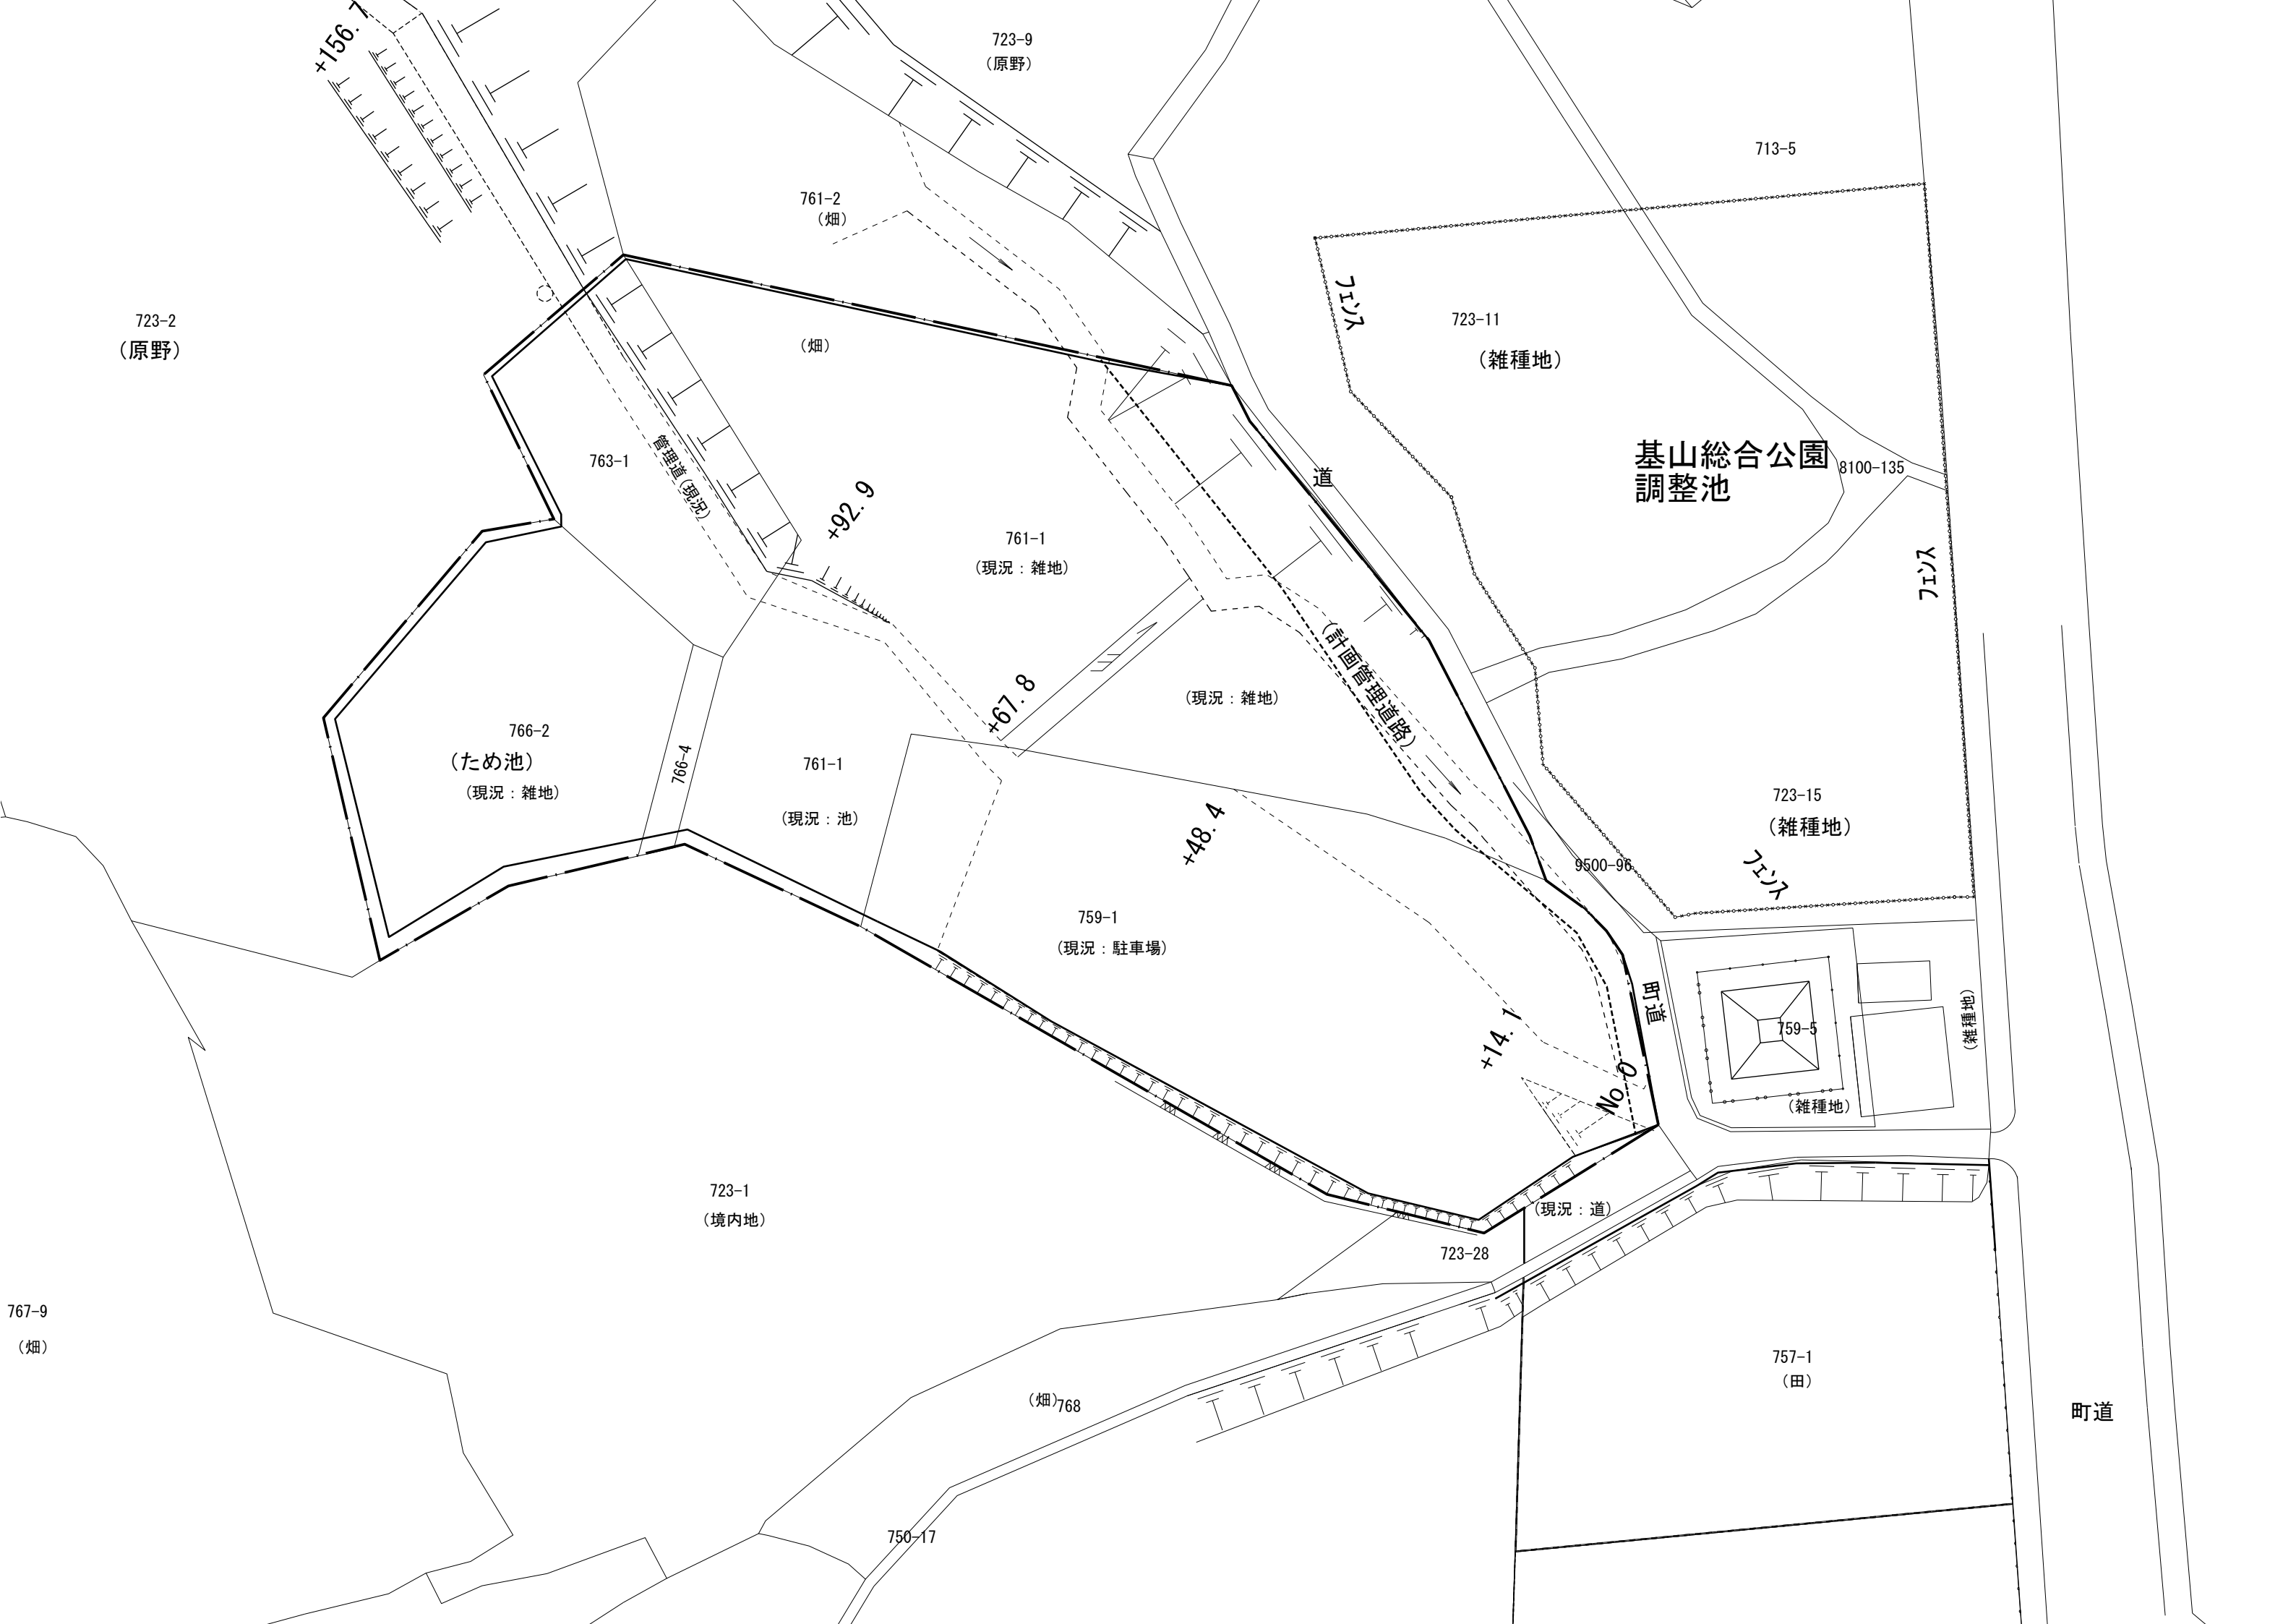 +156.7
723-9
（原野）
713-5
761-2
（畑）
723-2
（原野）
（畑）
ﾌｪﾝｽ
723-11
（雑種地）
763-1
管理道(現況)
道
基山総合公園
調整池
8100-135
+92.9
761-1
（現況：雑地）
ﾌｪﾝｽ
（計画管理道路）
（現況：雑地）
+67.8
766-2
（ため池）
（現況：雑地）
766-4
761-1
（現況：池）
+48.4
723-15
（雑種地）
9500-96
ﾌｪﾝｽ
759-1
（現況：駐車場）
町道
+14.1
No.0
759-5
（雑種地）
（雑種地）
723-1
（境内地）
（現況：道）
723-28
767-9
（畑）
757-1
（田）
（畑）
768
町道
750-17